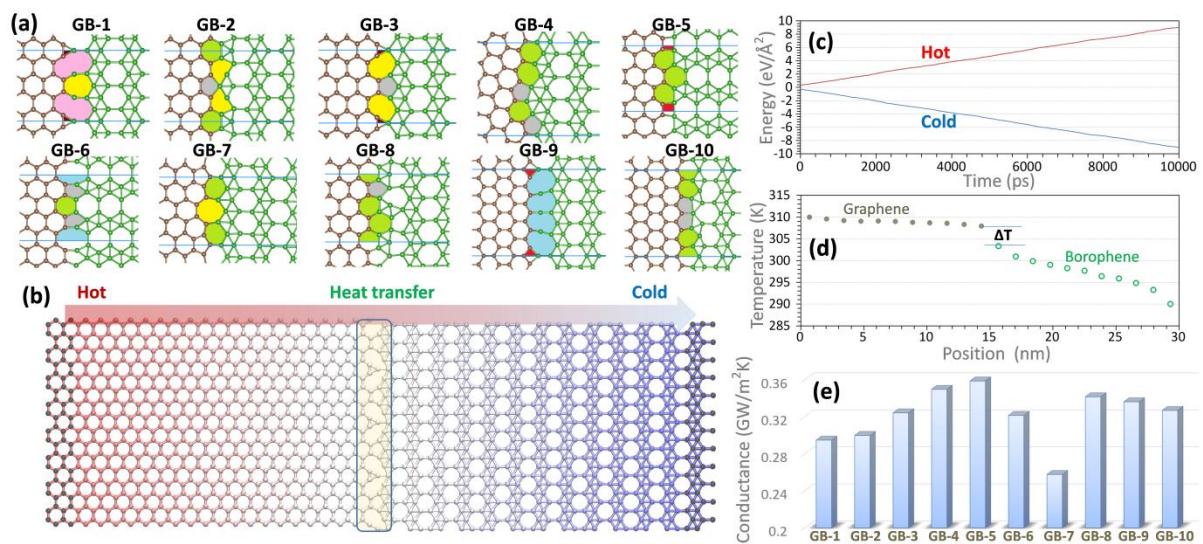 (a)
GB-1 GB-2 GB-3 GB-4 GB-5
GB-6 GB-7 GB-8 GB-9 GB-10
(b)
Hot Heat transfer Cold
(c)
Energy (eV/Å²)
10
8
6
4
2
0
-2
-4
-6
-8
-10
Hot
Cold
0 2000 4000 6000 8000 10000
Time (ps)
(d)
Temperature (K)
315
310
305
300
295
290
285
Graphene
ΔT
Borophene
0 5 10 15 20 25 30
Position (nm)
(e)
Conductance (GW/m²K)
0.36
0.32
0.28
0.24
0.2
GB-1 GB-2 GB-3 GB-4 GB-5 GB-6 GB-7 GB-8 GB-9 GB-10